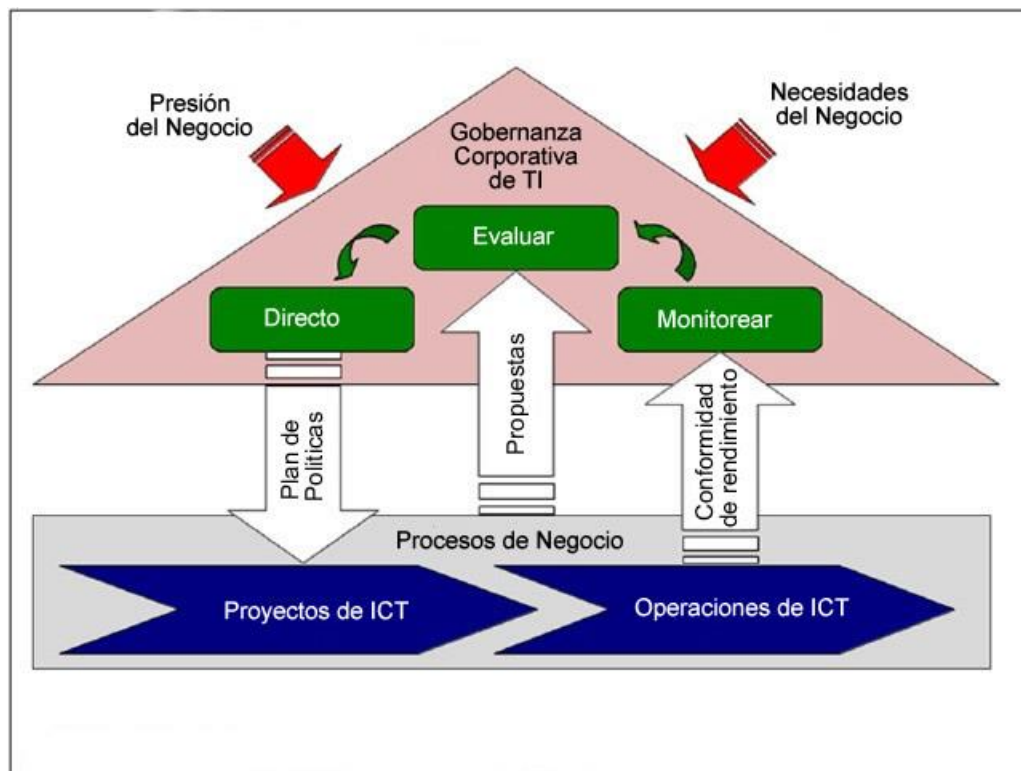 Presión
del Negocio
Necesidades
del Negocio
Gobernanza
Corporativa
de TI
Evaluar
Directo
Monitorear
Plan de
Políticas
Propuestas
Conformidad
de rendimiento
Procesos de Negocio
Proyectos de ICT
Operaciones de ICT